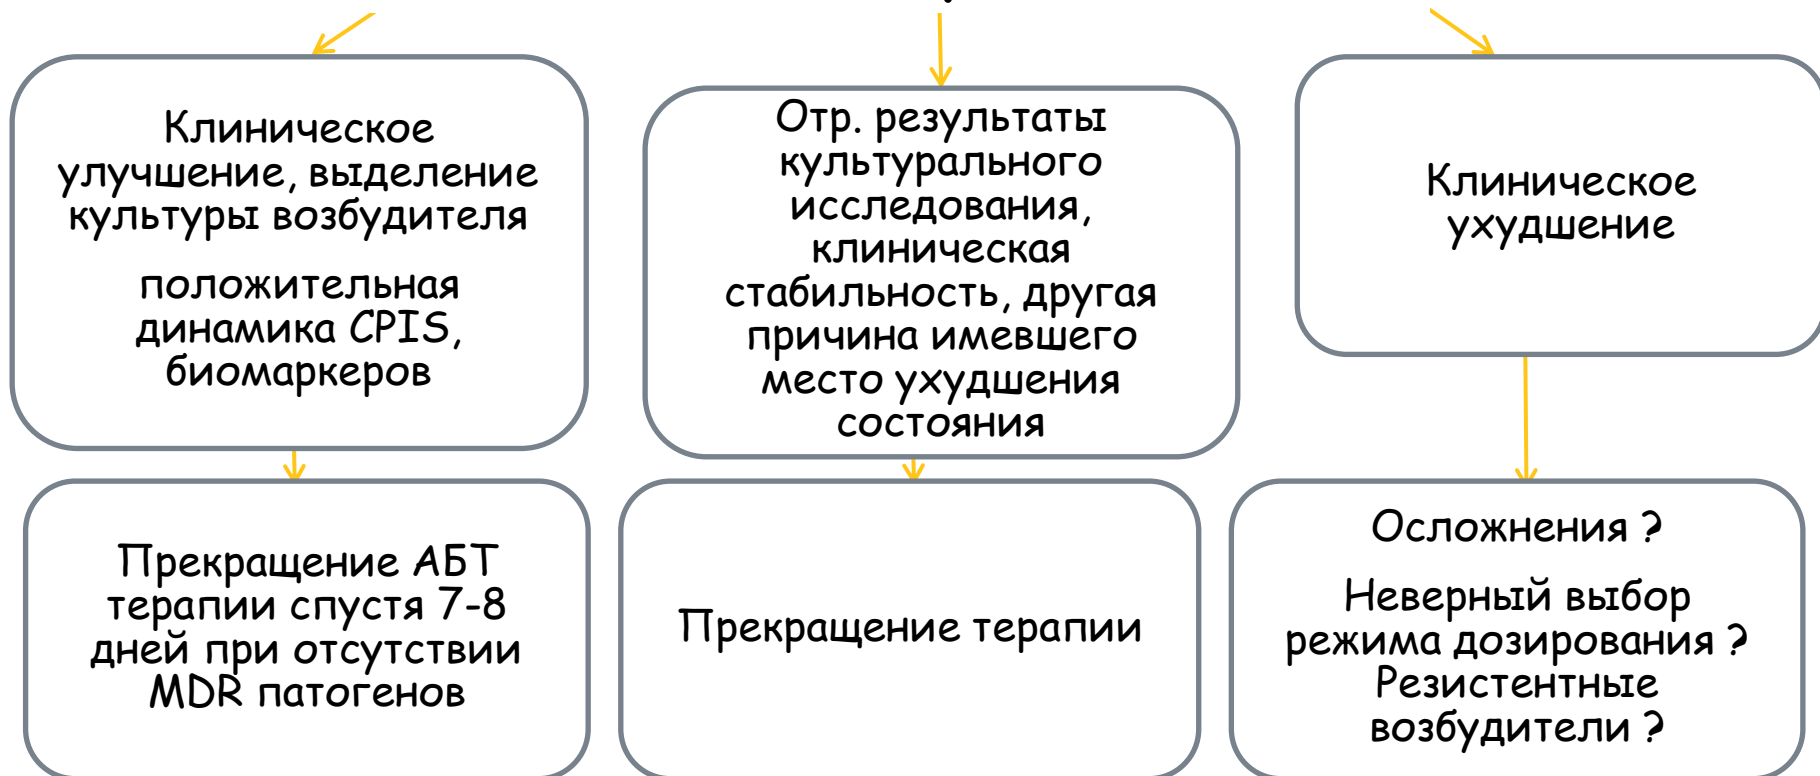 Клиническое
улучшение, выделение
культуры возбудителя
положительная
динамика CPIS,
биомаркеров
Отр. результаты
культурального
исследования,
клиническая
стабильность, другая
причина имевшего
место ухудшения
состояния
Клиническое
ухудшение
Прекращение АБТ
терапии спустя 7-8
дней при отсутствии
MDR патогенов
Прекращение терапии
Осложнения ?
Неверный выбор
режима дозирования ?
Резистентные
возбудители ?